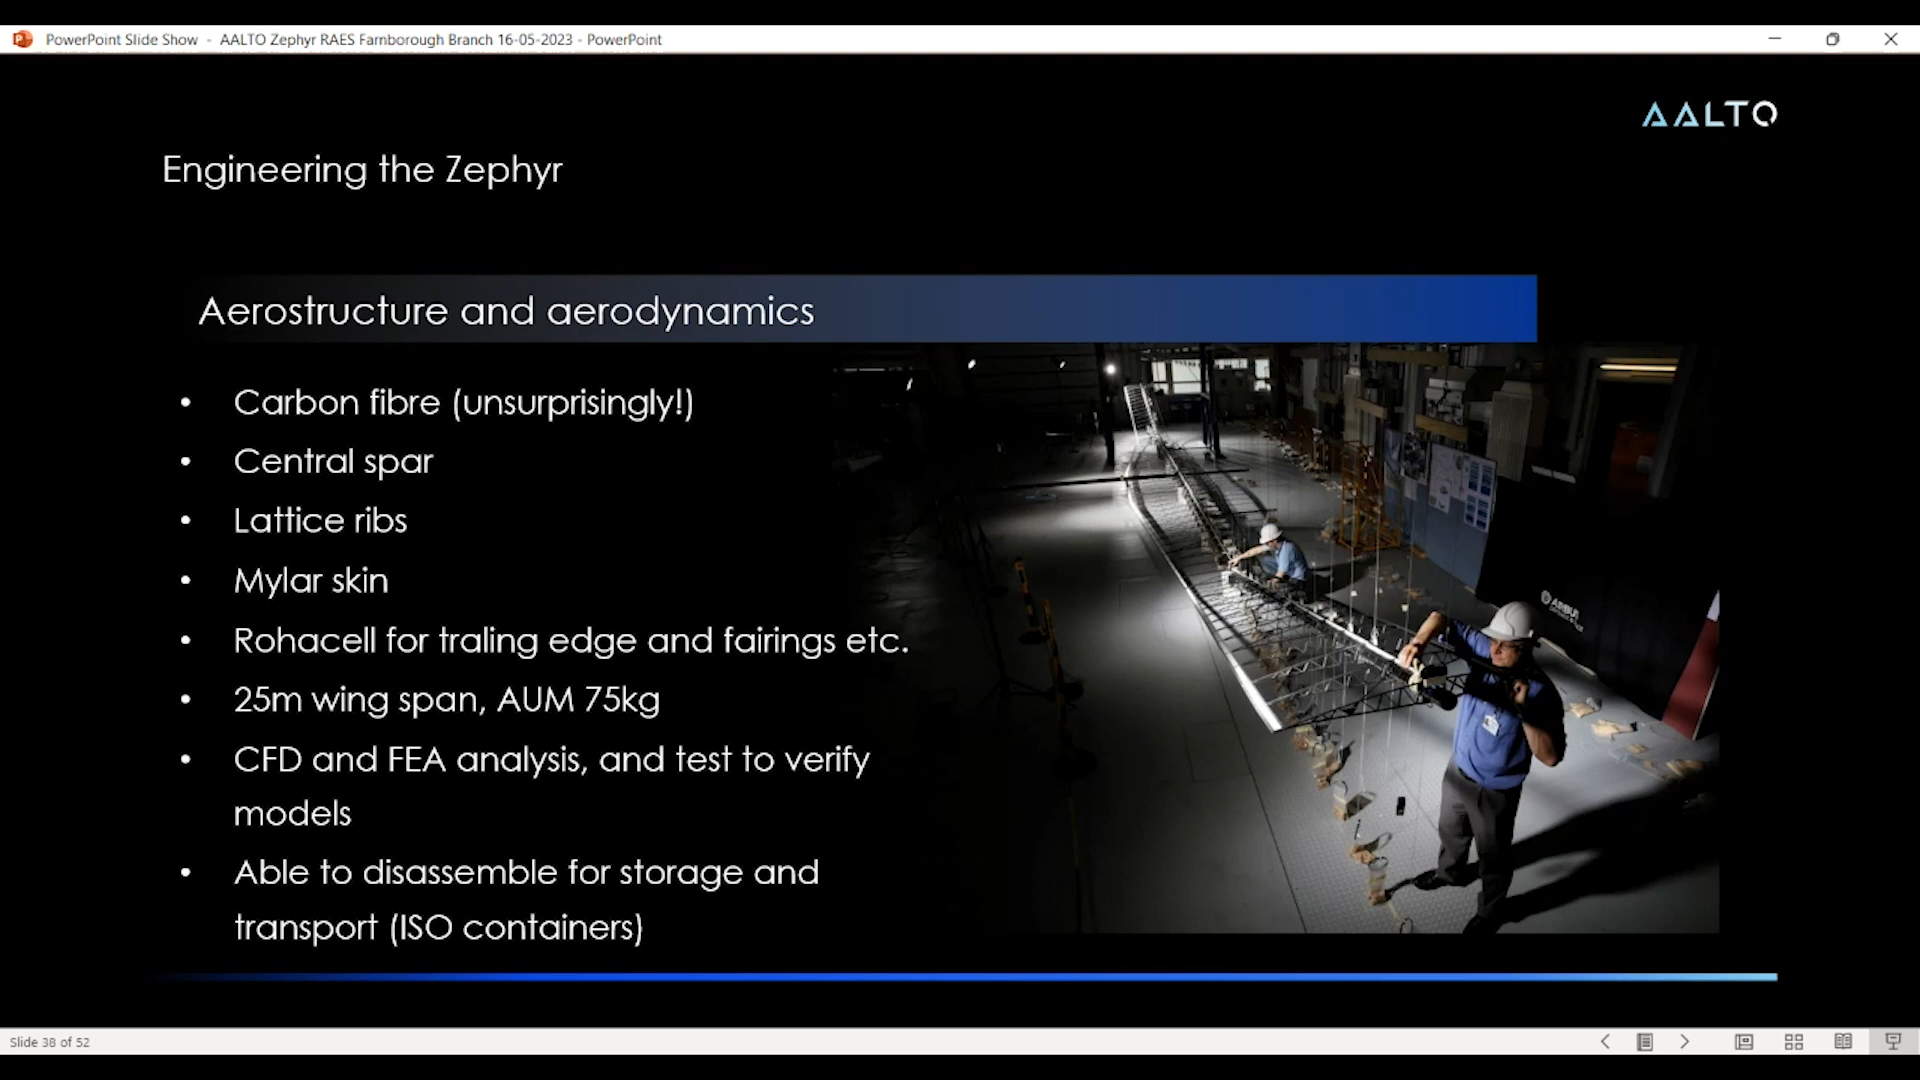 PowerPoint Slide Show - AALTO Zephyr RAES Farnborough Branch 16-05-2023 - PowerPoint
AALTO
Engineering the Zephyr
Aerostructure and aerodynamics
• Carbon fibre (unsurprisingly!)
• Central spar
• Lattice ribs
• Mylar skin
• Rohacell for traling edge and fairings etc.
• 25m wing span, AUM 75kg
• CFD and FEA analysis, and test to verify
models
• Able to disassemble for storage and
transport (ISO containers)
Slide 38 of 52